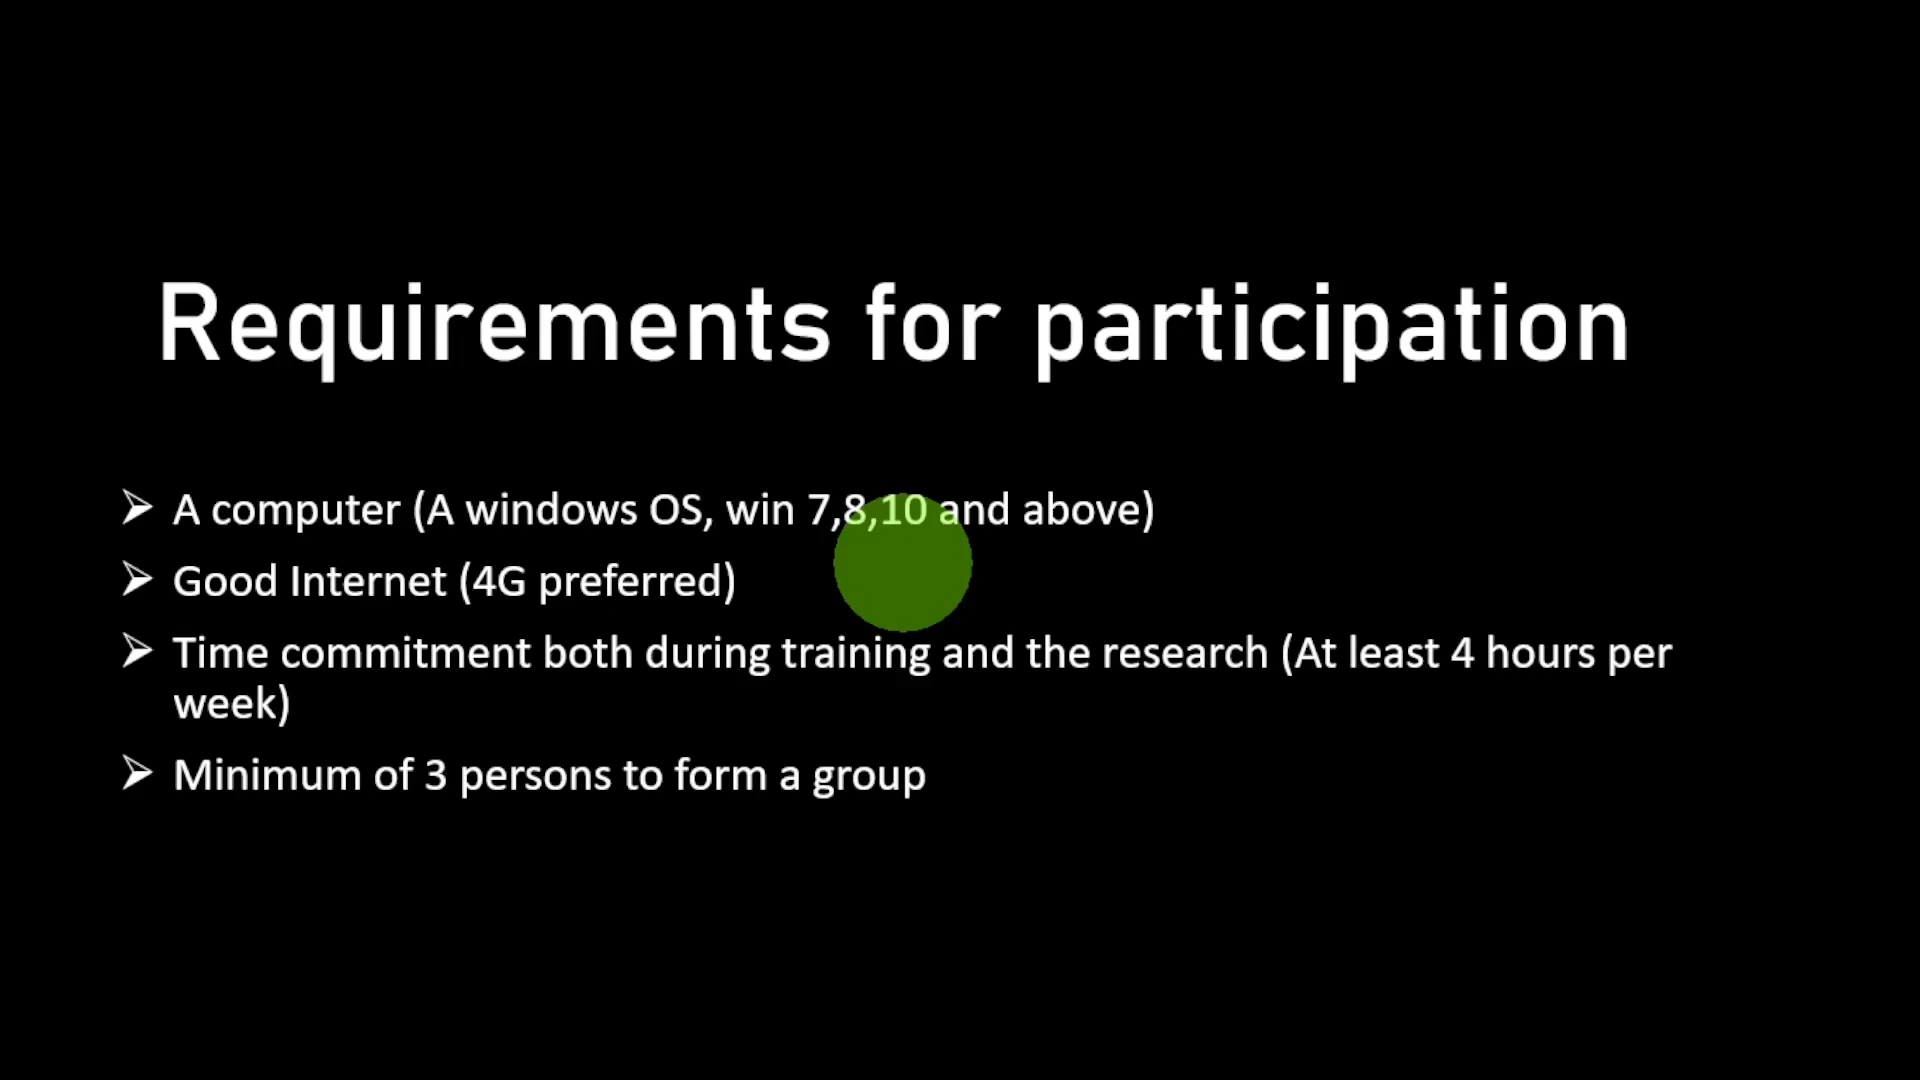 Requirements for participation
➢ A computer (A windows OS, win 7,8,10 and above)
➢ Good Internet (4G preferred)
➢ Time commitment both during training and the research (At least 4 hours per
week)
➢ Minimum of 3 persons to form a group